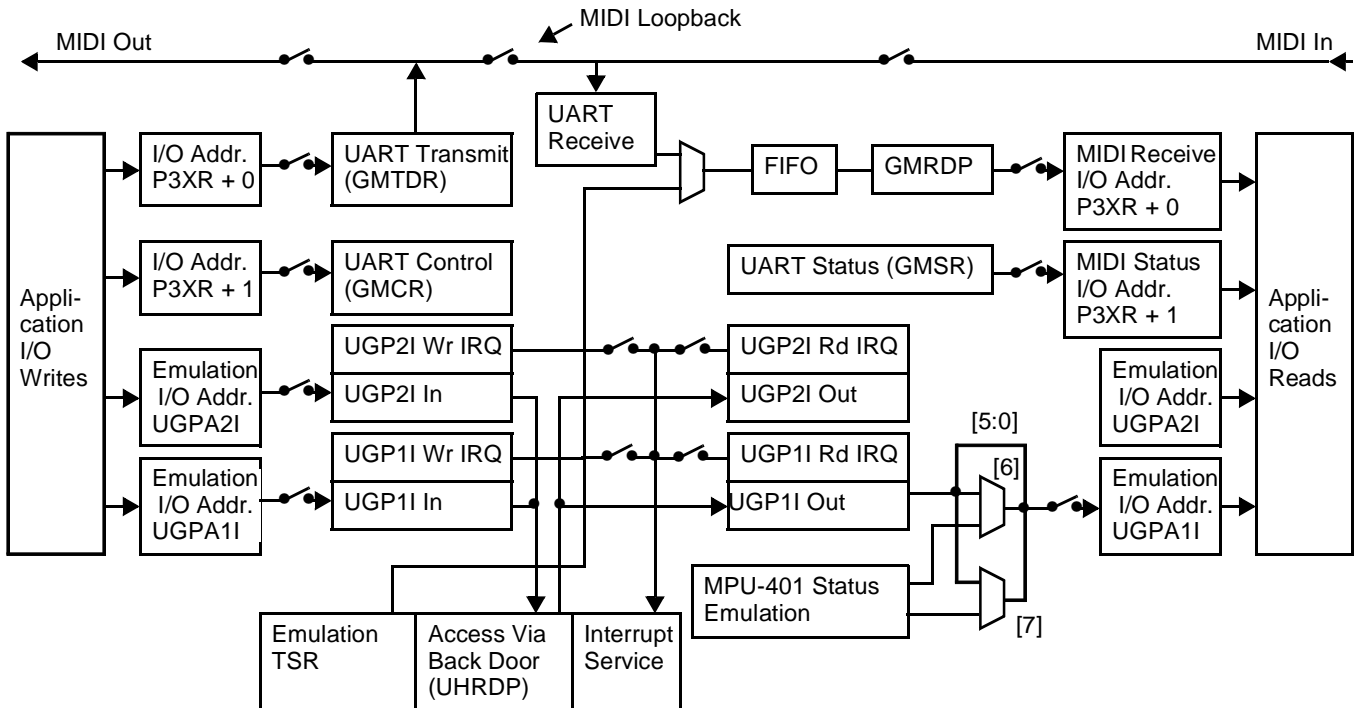 MIDI Loopback
MIDI Out
MIDI In
Appli-
cation
I/O
Writes
I/O Addr.
P3XR + 0
UART Transmit
(GMTDR)
UART
Receive
FIFO
GMRDP
MIDI Receive
I/O Addr.
P3XR + 0
I/O Addr.
P3XR + 1
UART Control
(GMCR)
UART Status (GMSR)
MIDI Status
I/O Addr.
P3XR + 1
Appli-
cation
I/O
Reads
Emulation
I/O Addr.
UGPA2I
UGP2I Wr IRQ
UGP2I In
UGP2I Rd IRQ
UGP2I Out
Emulation
I/O Addr.
UGPA2I
Emulation
I/O Addr.
UGPA1I
UGP1I Wr IRQ
UGP1I In
UGP1I Rd IRQ
UGP1I Out
[5:0]
[6]
Emulation
I/O Addr.
UGPA1I
MPU-401 Status
Emulation
[7]
Emulation
TSR
Access Via
Back Door
(UHRDP)
Interrupt
Service